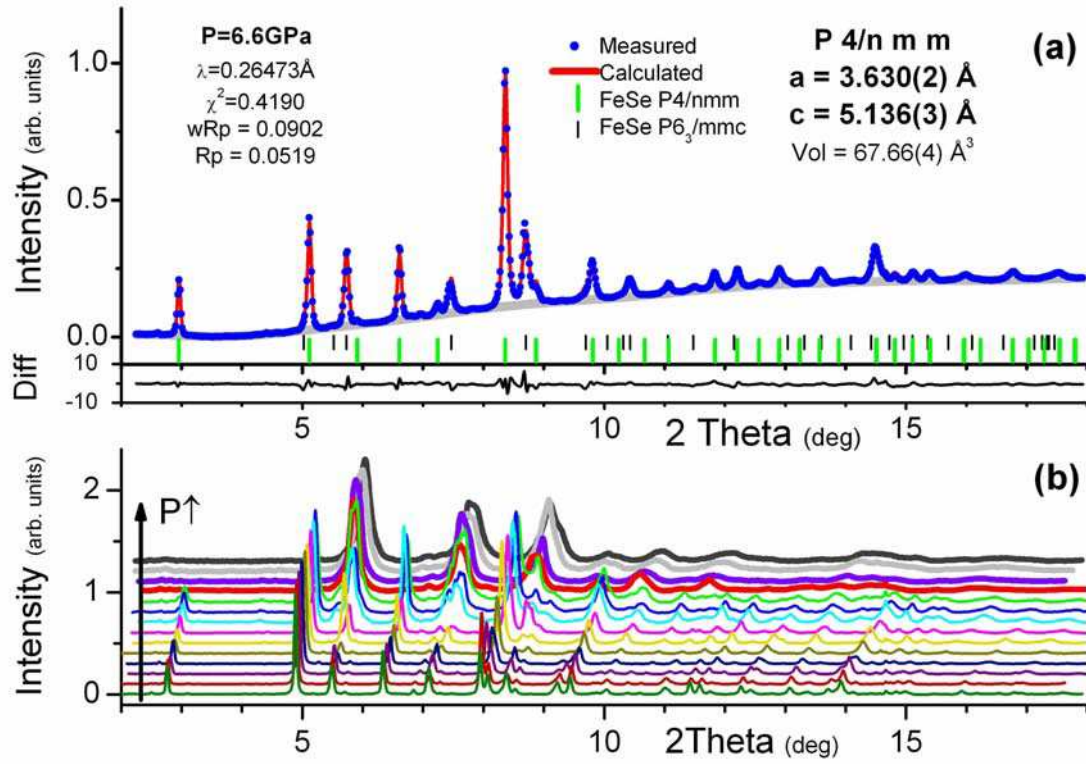 P=6.6GPa
λ=0.26473Å
χ²=0.4190
wRp = 0.0902
Rp = 0.0519
Measured
Calculated
FeSe P4/nmm
FeSe P6₃/mmc
P 4/n m m
a = 3.630(2) Å
c = 5.136(3) Å
Vol = 67.66(4) Å³
(a)
Intensity (arb. units)
1.0
0.5
0.0
Diff
10
-10
5
10
15
2 Theta (deg)
(b)
P↑
Intensity (arb. units)
2
1
0
5
10
15
2Theta (deg)